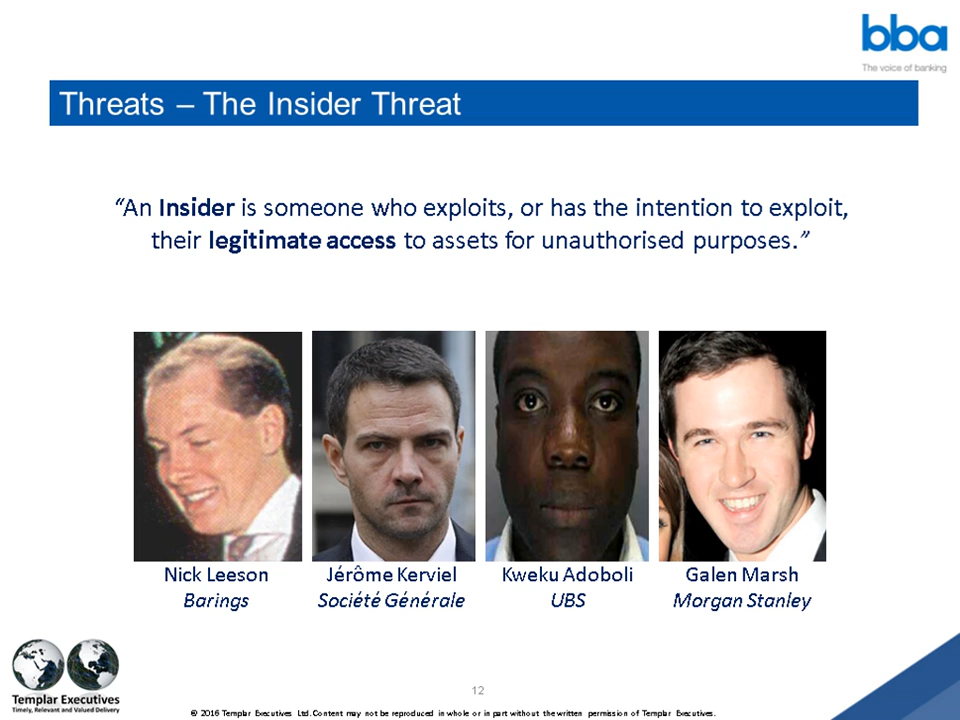 bba
The voice of banking
Threats – The Insider Threat
“An Insider is someone who exploits, or has the intention to exploit,
their legitimate access to assets for unauthorised purposes.”
Nick Leeson
Barings
Jérôme Kerviel
Société Générale
Kweku Adoboli
UBS
Galen Marsh
Morgan Stanley
Templar Executives
Timely, Relevant and Valued Delivery
12
© 2016 Templar Executives Ltd. Content may not be reproduced in whole or in part without the written permission of Templar Executives.